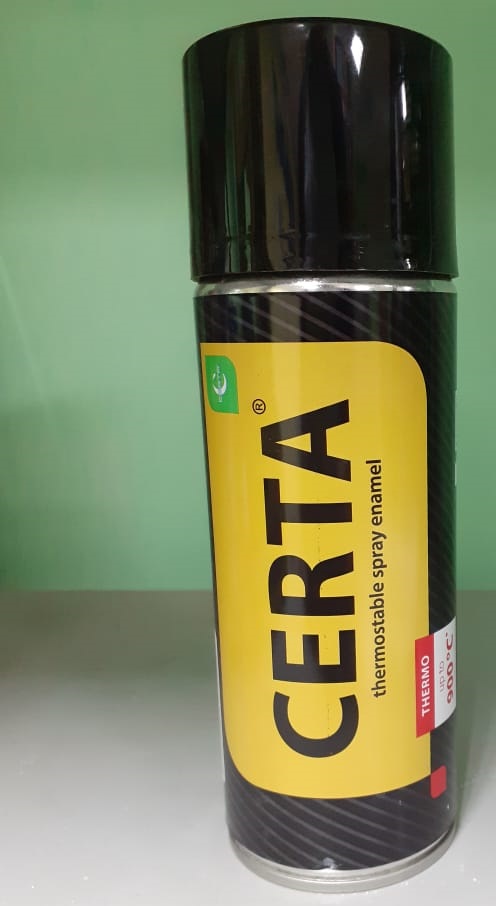 CERTA®
thermostable spray enamel
THERMO
up to
900°C*